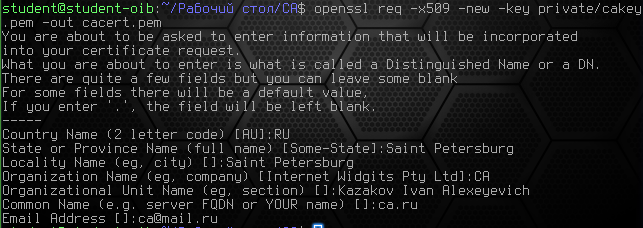 student@student-oib:~/Рабочий стол/CA$ openssl req -x509 -new -key private/cakey
.pem -out cacert.pem
You are about to be asked to enter information that will be incorporated
into your certificate request.
What you are about to enter is what is called a Distinguished Name or a DN.
There are quite a few fields but you can leave some blank
For some fields there will be a default value,
If you enter '.', the field will be left blank.
-----
Country Name (2 letter code) [AU]:RU
State or Province Name (full name) [Some-State]:Saint Petersburg
Locality Name (eg, city) []:Saint Petersburg
Organization Name (eg, company) [Internet Widgits Pty Ltd]:CA
Organizational Unit Name (eg, section) []:Kazakov Ivan Alexeyevich
Common Name (e.g. server FQDN or YOUR name) []:ca.ru
Email Address []:ca@mail.ru